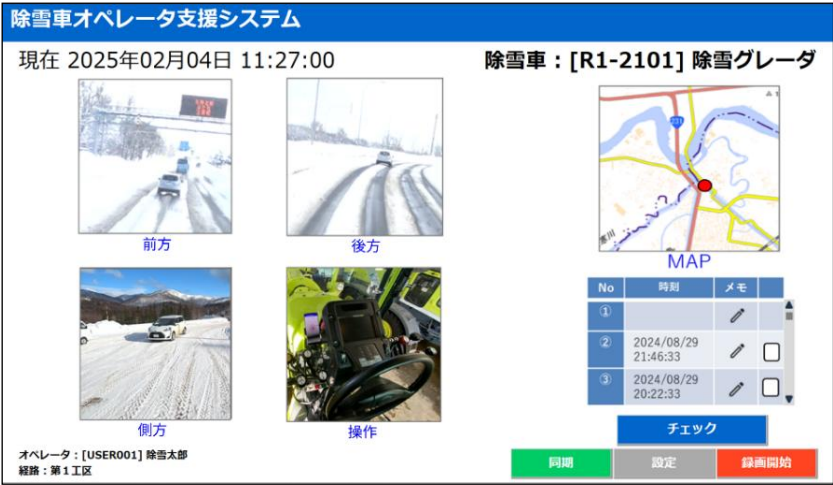 除雪車オペレータ支援システム
現在 2025年02月04日 11:27:00
除雪車：[R1-2101] 除雪グレーダ
前方
後方
231
MAP
側方
操作
No 時刻 メモ
①
② 2024/08/29 21:46:33
③ 2024/08/29 20:22:33
チェック
オペレータ：[USER001] 除雪太郎
経路：第１工区
同期 設定 録画開始